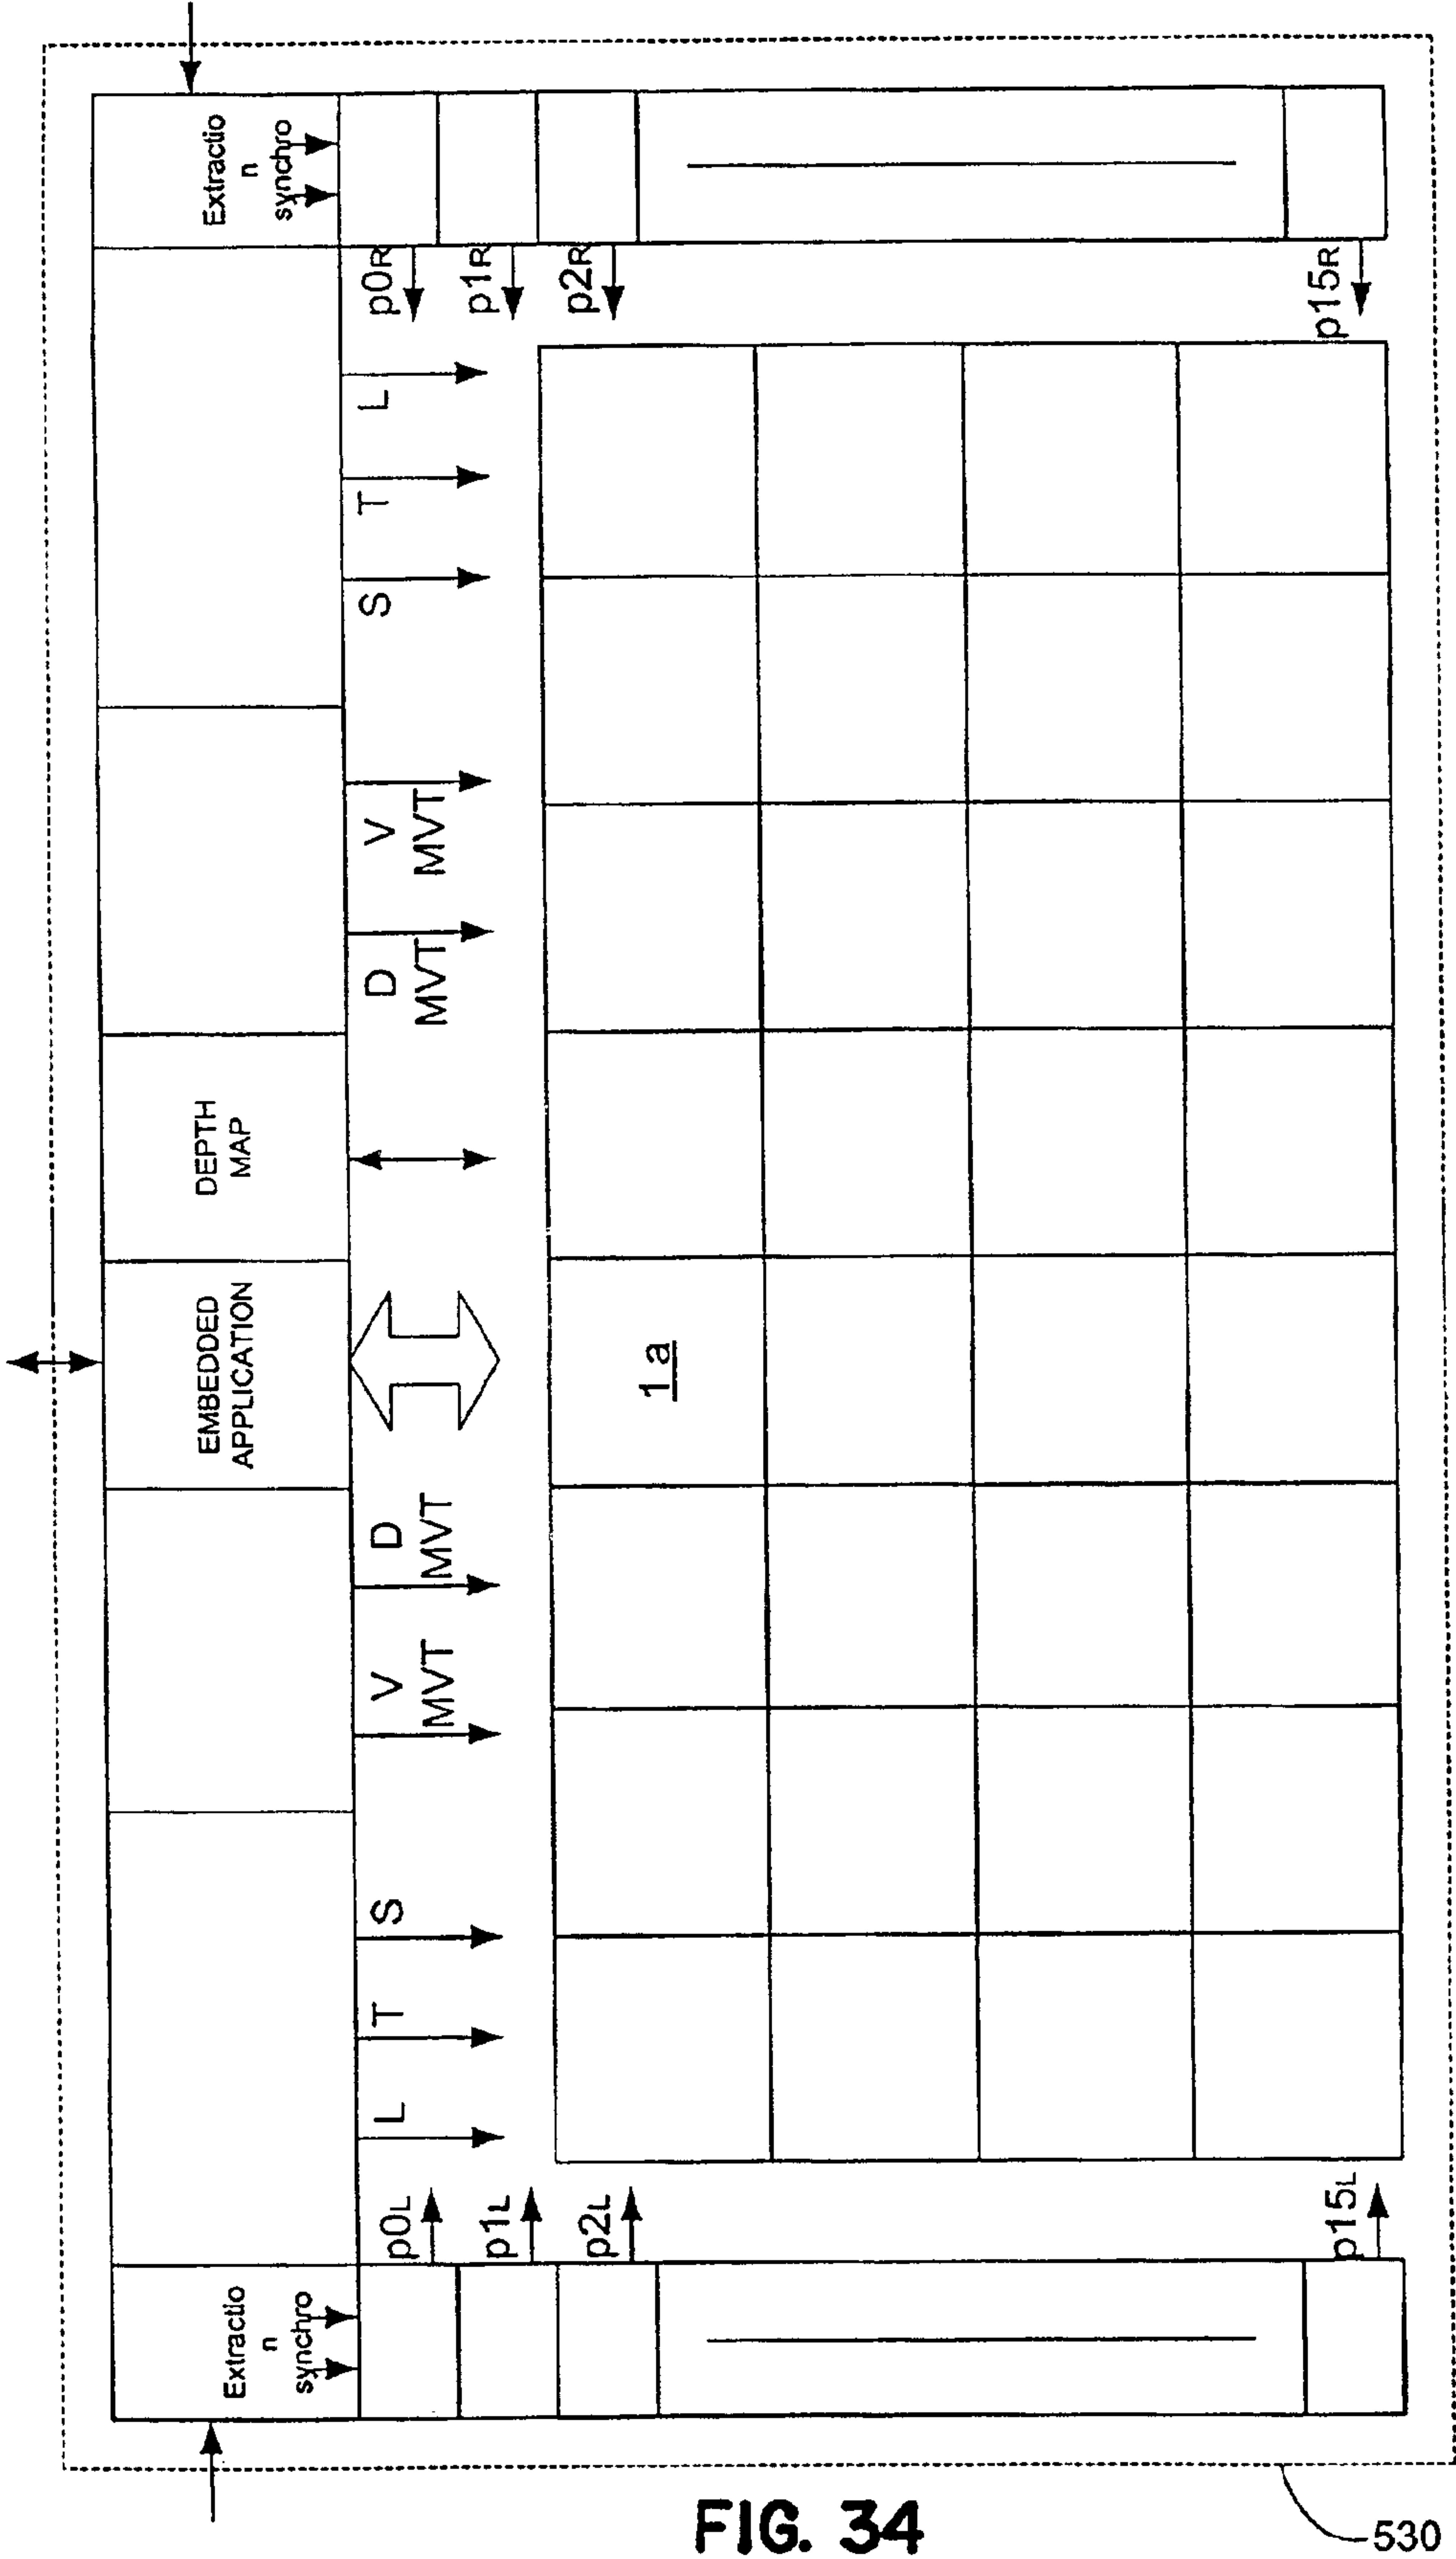 Extractio
n
synchro
p0R
p1R
p2R
p15R
L
T
S
V
MVT
D
MVT
DEPTH
MAP
EMBEDDED
APPLICATION
1a
D
MVT
V
MVT
S
T
L
p0L
p1L
p2L
p15L
Extractio
n
synchro
FIG. 34
530